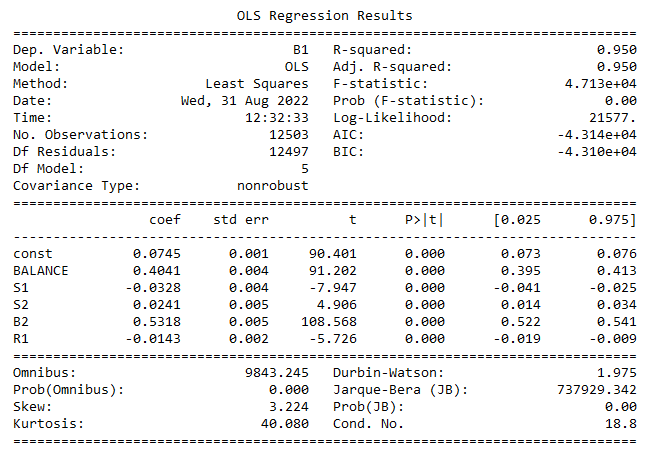 OLS Regression Results
==============================================================================
Dep. Variable:                     B1   R-squared:                       0.950
Model:                            OLS   Adj. R-squared:                  0.950
Method:                 Least Squares   F-statistic:                 4.713e+04
Date:                Wed, 31 Aug 2022   Prob (F-statistic):               0.00
Time:                        12:32:33   Log-Likelihood:                 21577.
No. Observations:               12503   AIC:                        -4.314e+04
Df Residuals:                   12497   BIC:                        -4.310e+04
Df Model:                           5
Covariance Type:            nonrobust
==============================================================================
                 coef    std err          t      P>|t|      [0.025      0.975]
------------------------------------------------------------------------------
const          0.0745      0.001     90.401      0.000       0.073       0.076
BALANCE        0.4041      0.004     91.202      0.000       0.395       0.413
S1            -0.0328      0.004     -7.947      0.000      -0.041      -0.025
S2             0.0241      0.005      4.906      0.000       0.014       0.034
B2             0.5318      0.005    108.568      0.000       0.522       0.541
R1            -0.0143      0.002     -5.726      0.000      -0.019      -0.009
==============================================================================
Omnibus:                     9843.245   Durbin-Watson:                   1.975
Prob(Omnibus):                  0.000   Jarque-Bera (JB):           737929.342
Skew:                           3.224   Prob(JB):                         0.00
Kurtosis:                      40.080   Cond. No.                         18.8
==============================================================================